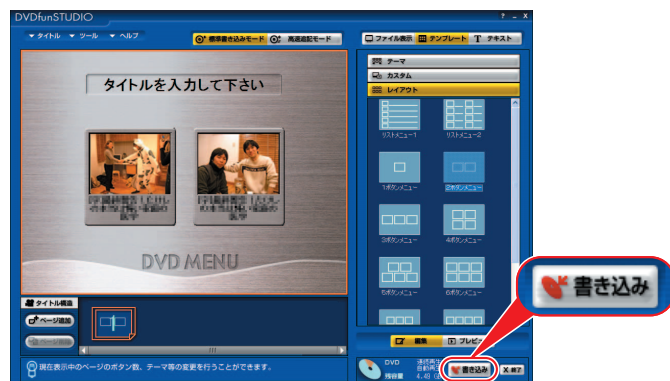 DVDfunSTUDIO
? - X
タイトル ツール ヘルプ
標準書き込みモード 高速追記モード
ファイル表示 テンプレート T テキスト
テーマ
カスタム
レイアウト
タイトルを入力して下さい
DVD MENU
リストメニュー1 リストメニュー2
1ボタンメニュー 2ボタンメニュー
3ボタンメニュー 4ボタンメニュー
5ボタンメニュー 6ボタンメニュー
書き込み
タイトル構造
ページ追加
編集 プレビュー
現在表示中のページのボタン数、テーマ等の変更を行うことができます。
DVD
残容量 4.4G
書き込み
X 終了